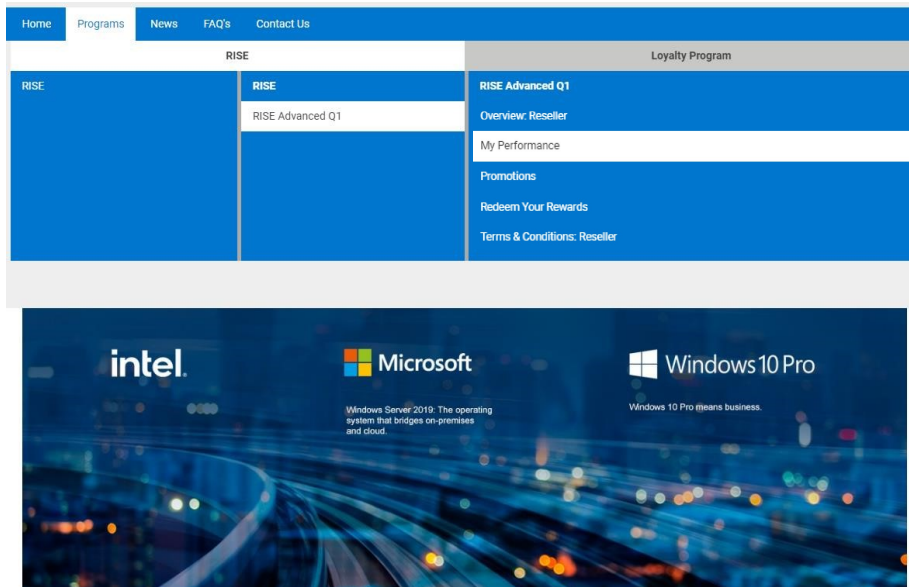 Home Programs News FAQ's Contact Us
RISE Loyalty Program
RISE RISE RISE Advanced Q1
RISE Advanced Q1 Overview: Reseller
My Performance
Promotions
Redeem Your Rewards
Terms & Conditions: Reseller
intel. Microsoft Windows 10 Pro
Windows Server 2019: The operating
system that bridges on-premises
and cloud.
Windows 10 Pro means business.